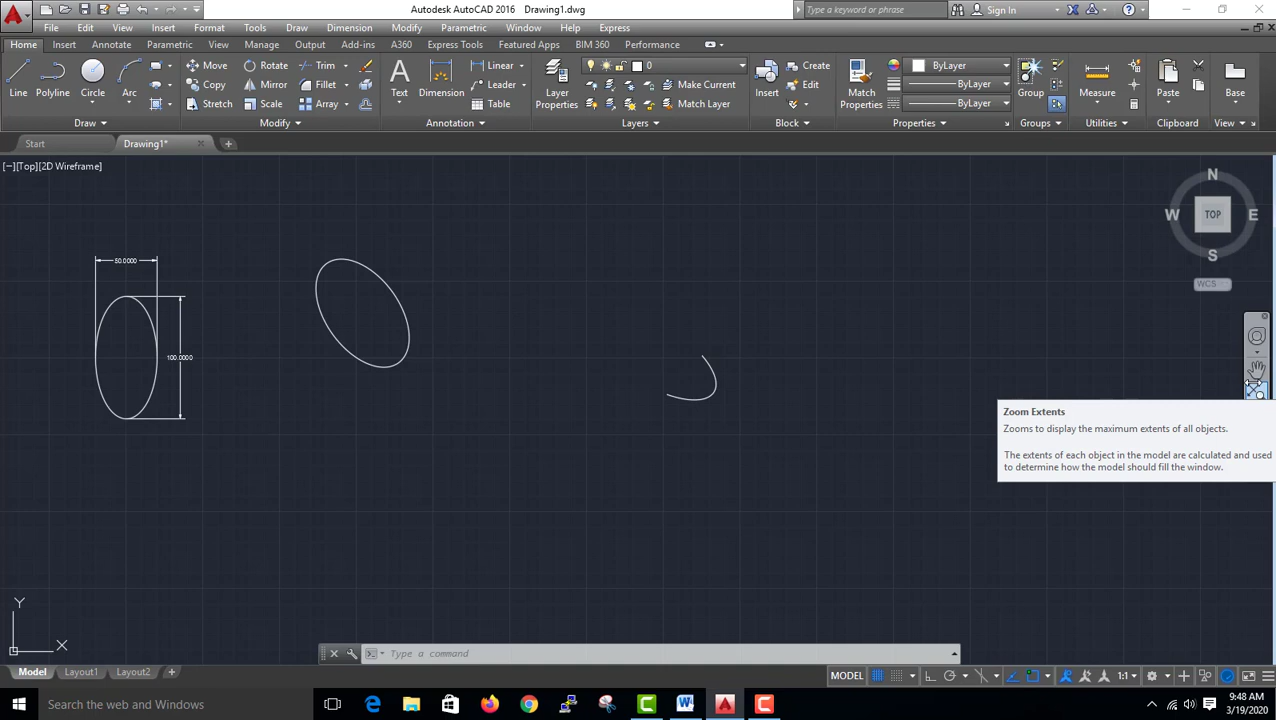 Autodesk AutoCAD 2016 Drawing1.dwg
Type a keyword or phrase
Sign In
File Edit View Insert Format Tools Draw Dimension Modify Parametric Window Help Express
Home Insert Annotate Parametric View Manage Output Add-ins A360 Express Tools Featured Apps BIM 360 Performance
Line Polyline Circle Arc
Move Rotate Trim
Copy Mirror Fillet
Stretch Scale Array
Text Dimension
Linear
Leader
Table
Layer Properties
0
Make Current
Match Layer
Insert
Create
Edit
Match Properties
ByLayer
ByLayer
ByLayer
Group
Measure
Paste
Base
Draw Modify Annotation Layers Block Properties Groups Utilities Clipboard View
Start Drawing1*
[−][Top][2D Wireframe]
N
W TOP E
S
WCS
50.0000
100.0000
Zoom Extents
Zooms to display the maximum extents of all objects.
The extents of each object in the model are calculated and used
to determine how the model should fill the window.
Y
X
Type a command
Model Layout1 Layout2
MODEL
1:1
Search the web and Windows
9:48 AM
3/19/2020